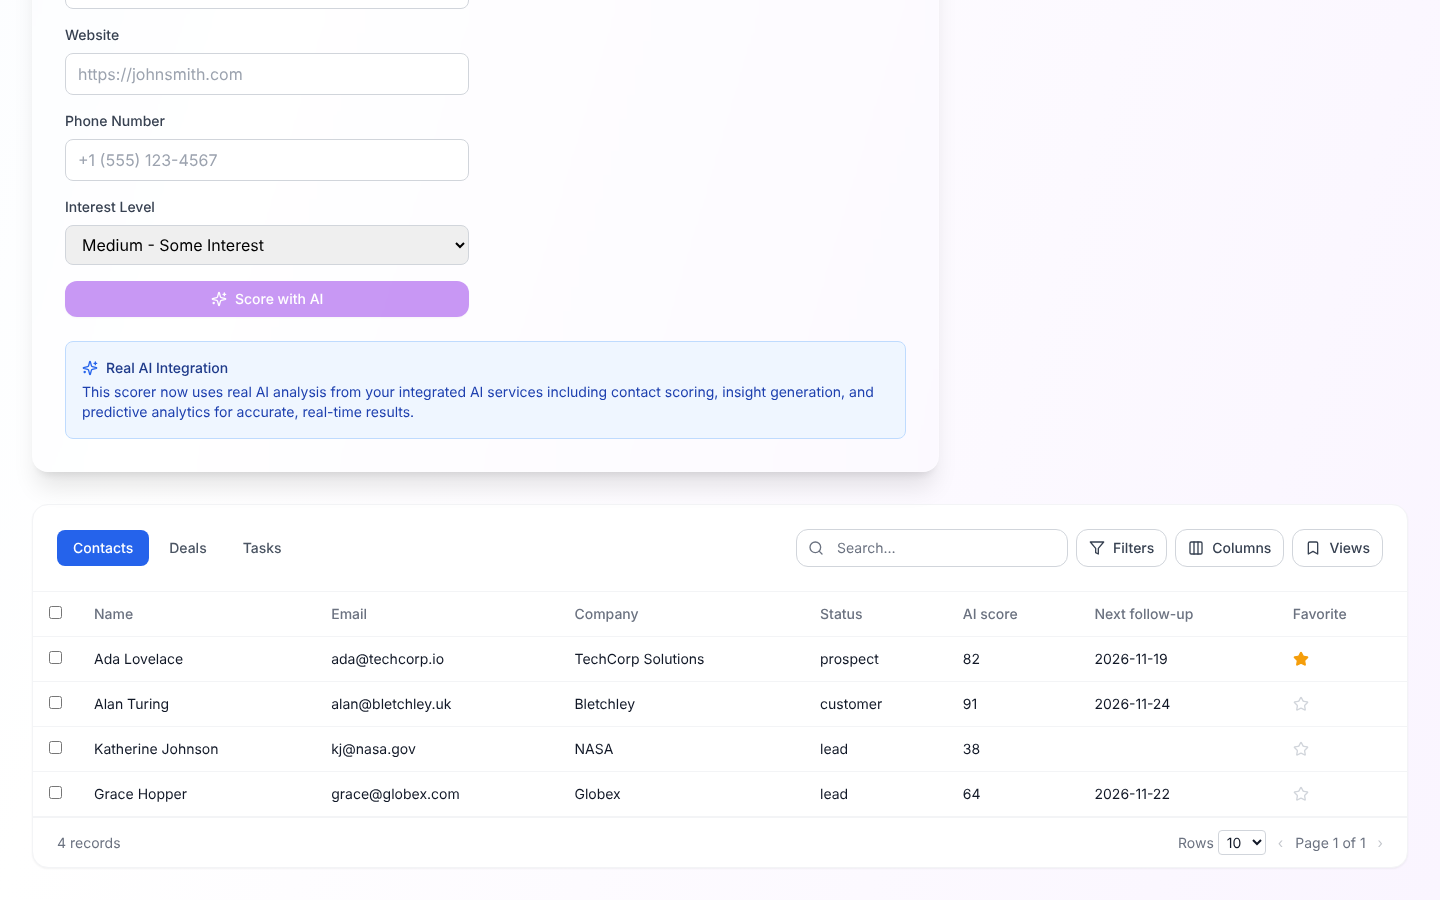 Website
https://johnsmith.com
Phone Number
+1 (555) 123-4567
Interest Level
Medium - Some Interest
Score with AI
Real AI Integration
This scorer now uses real AI analysis from your integrated AI services including contact scoring, insight generation, and
predictive analytics for accurate, real-time results.
Contacts Deals Tasks Search... Filters Columns Views
Name Email Company Status AI score Next follow-up Favorite
Ada Lovelace ada@techcorp.io TechCorp Solutions prospect 82 2026-11-19
Alan Turing alan@bletchley.uk Bletchley customer 91 2026-11-24
Katherine Johnson kj@nasa.gov NASA lead 38
Grace Hopper grace@globex.com Globex lead 64 2026-11-22
4 records Rows 10 ‹ Page 1 of 1 ›